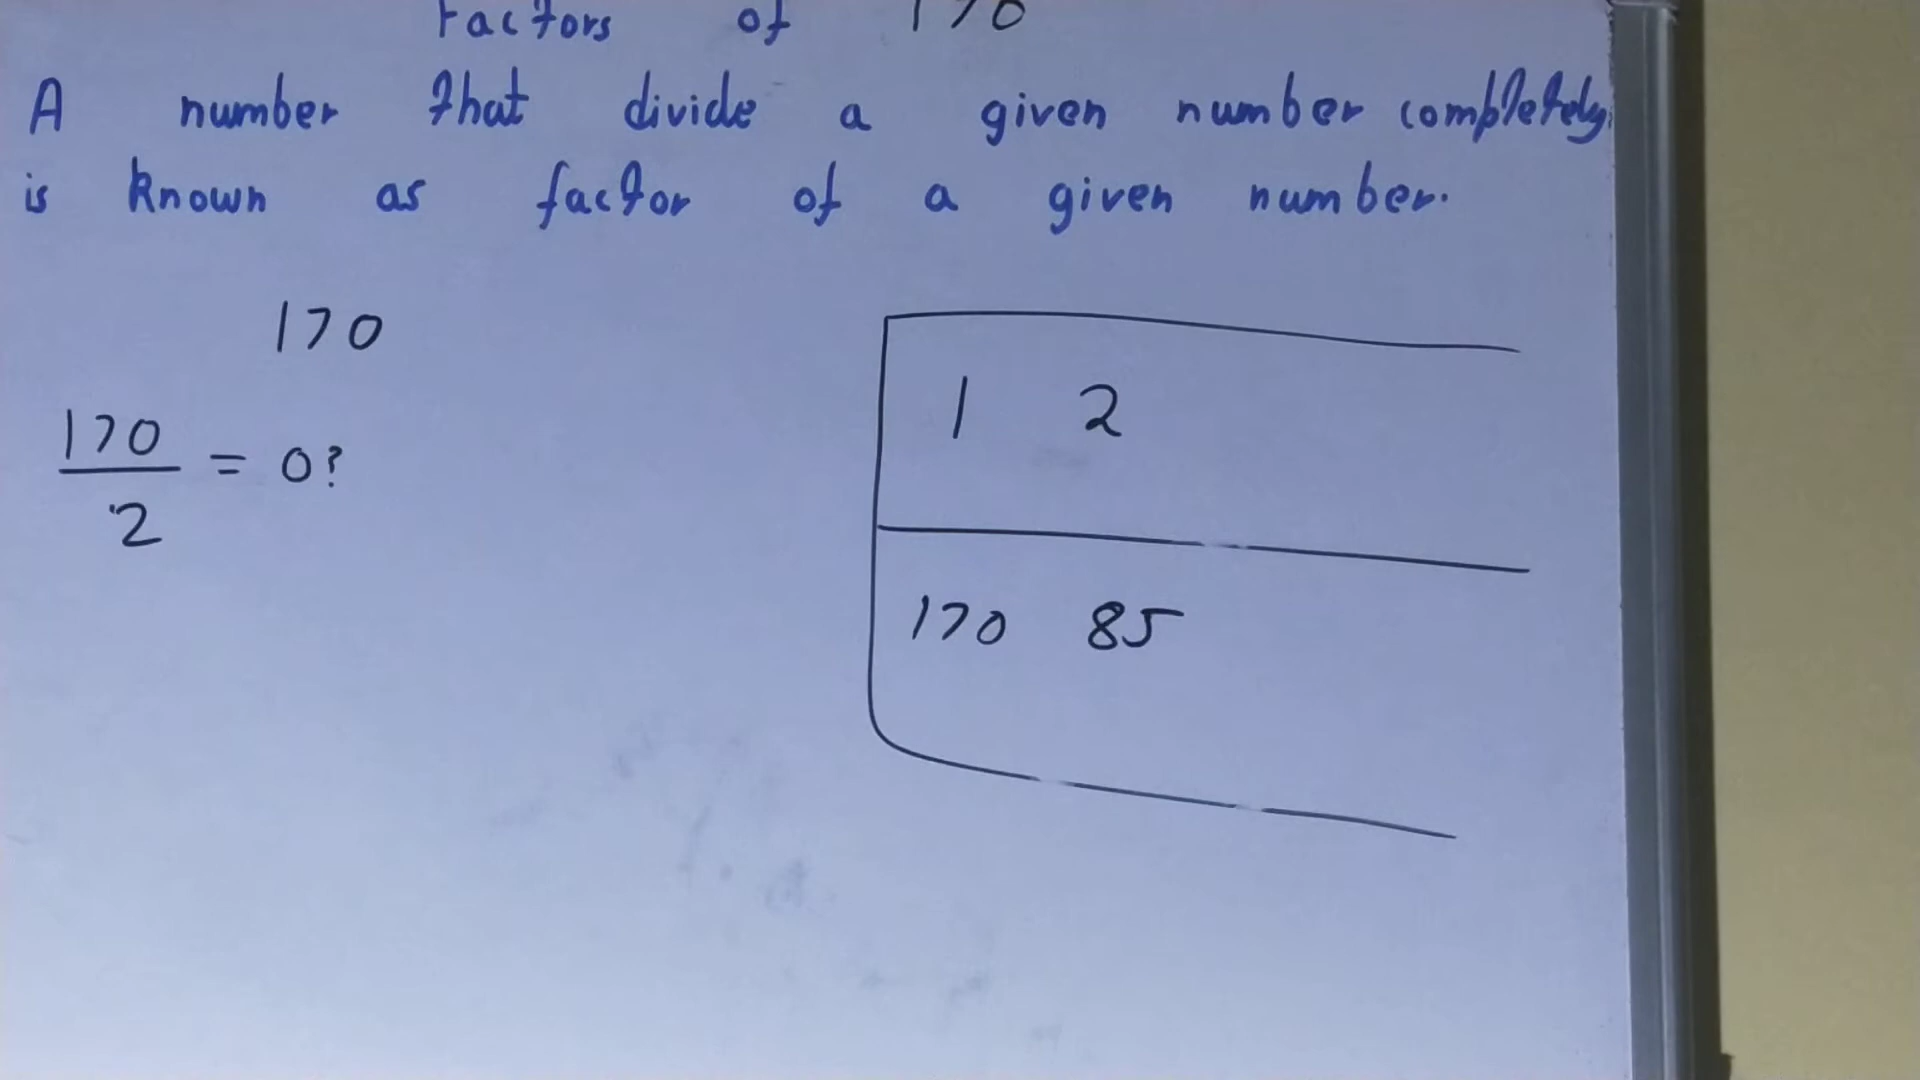 Factors of 170
A number that divide a given number completely
is known as factor of a given number.
170
170
2
= 0?
1 2
170 85